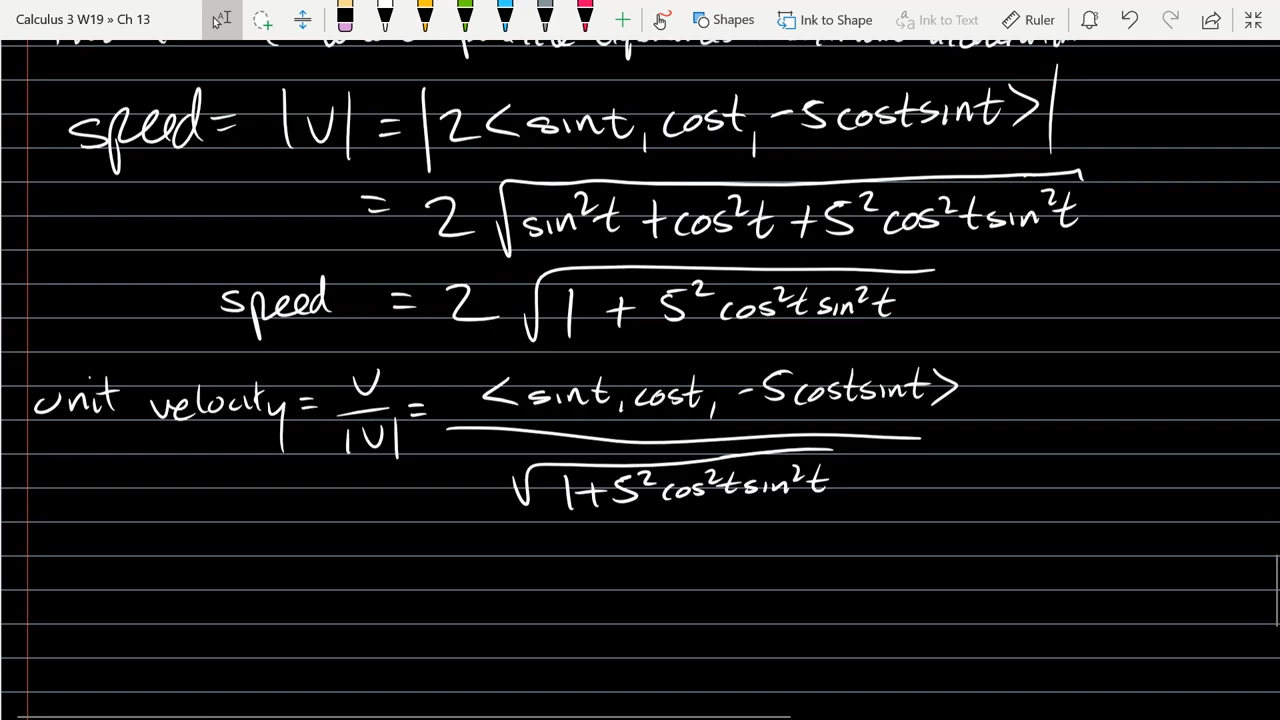 Calculus 3 W19 » Ch 13
Shapes Ink to Shape Ink to Text Ruler
speed = |v| = |2<sint, cost, -5costsint>|
= 2√(sin²t + cos²t + 5²cos²tsin²t)
speed = 2√(1 + 5²cos²tsin²t)
unit velocity = v/|v| = <sint, cost, -5costsint>
√(1+5²cos²tsin²t)